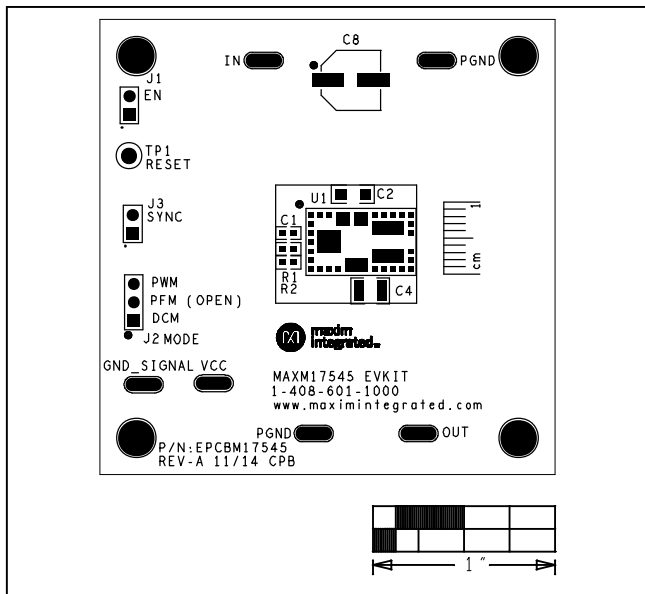 C8
IN
PGND
J1
EN
TP1
RESET
J3
SYNC
U1
C2
C1
R1
R2
C4
1
cm
PWM
PFM (OPEN)
DCM
J2 MODE
maxim
integrated™
GND_SIGNAL VCC
MAXM17545 EVKIT
1-408-601-1000
www.maximintegrated.com
PGND
OUT
P/N:EPCBM17545
REV-A 11/14 CPB
1"